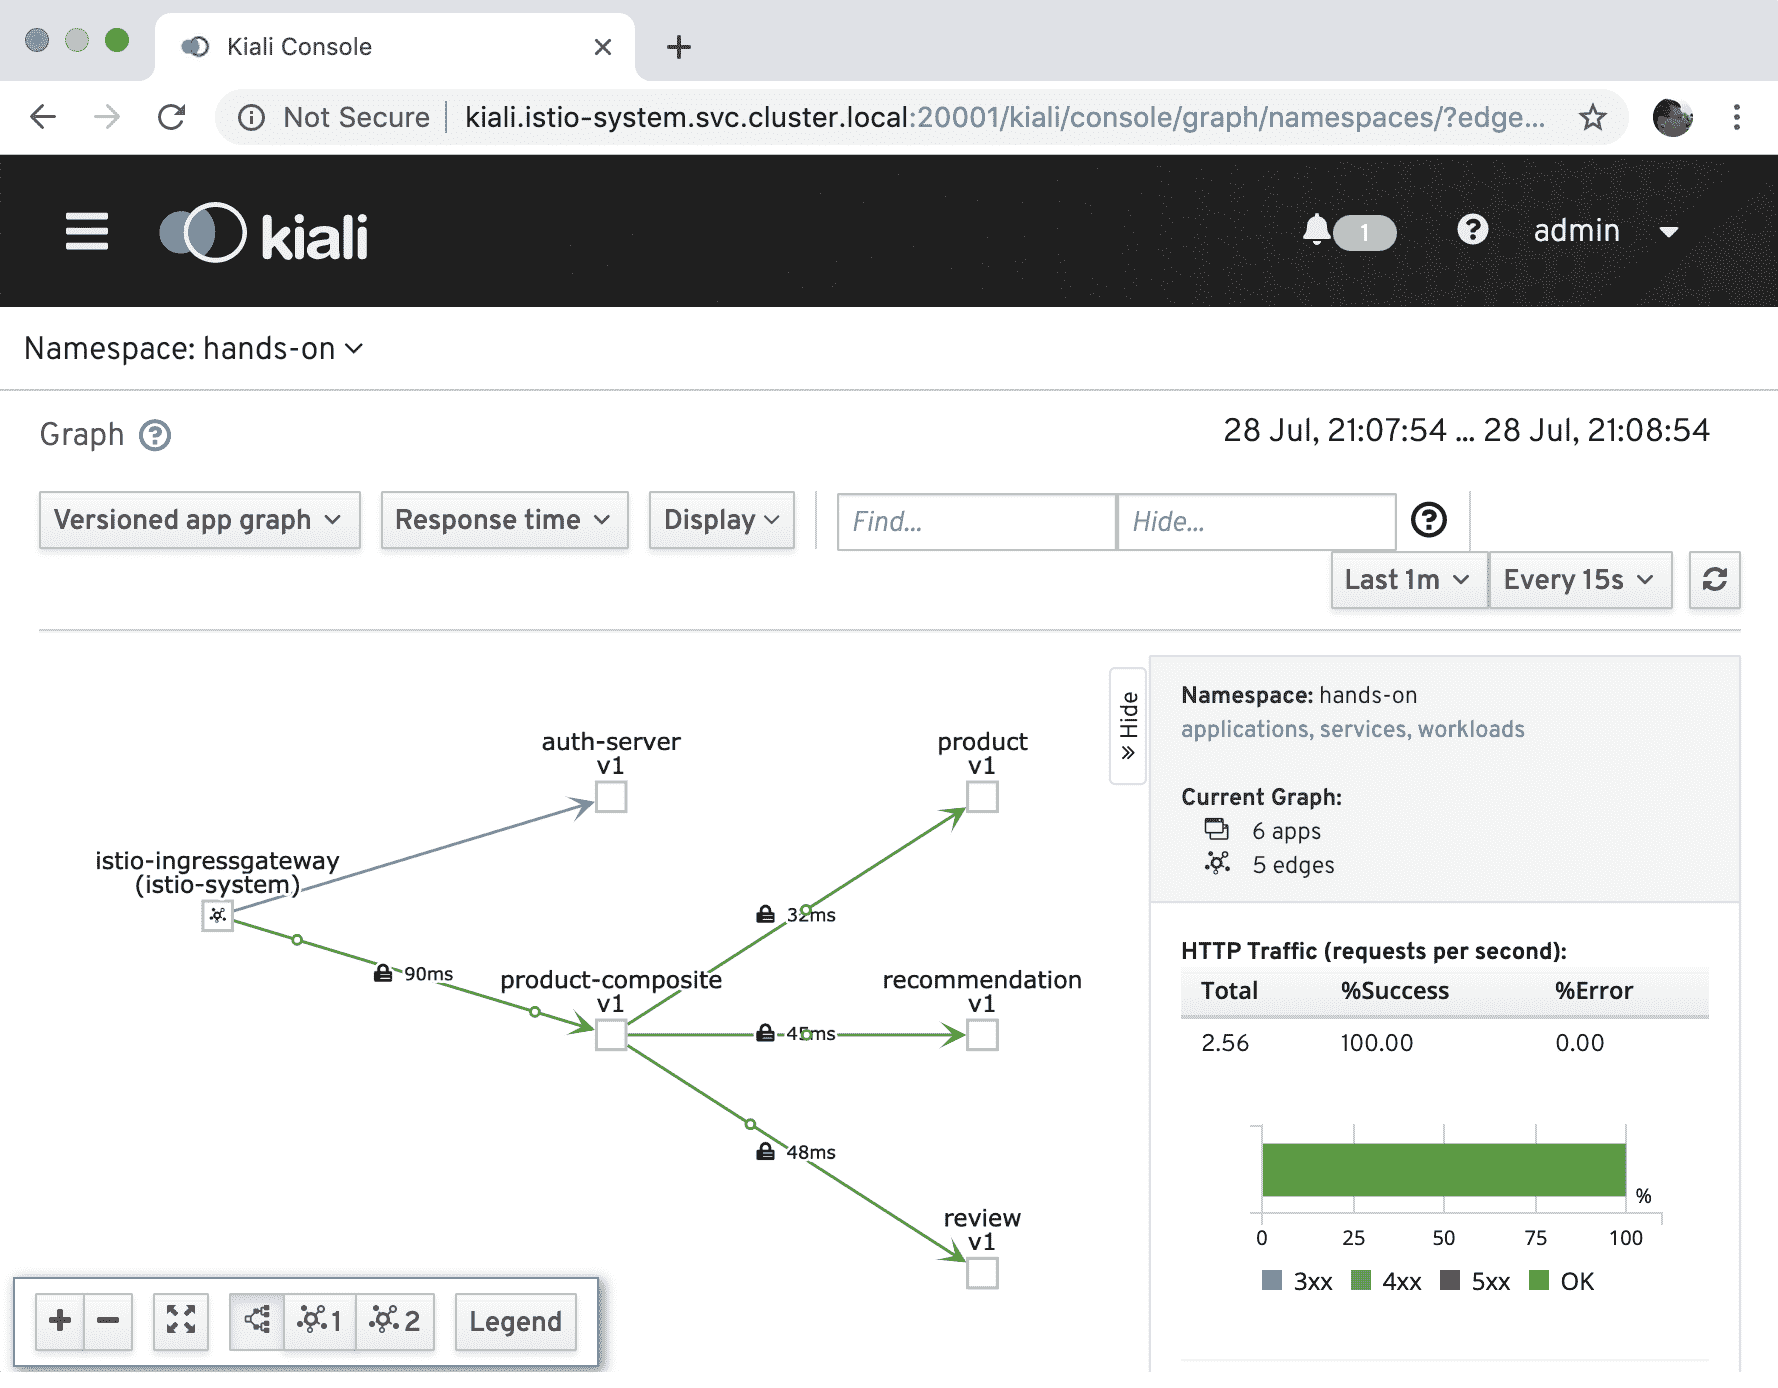 Kiali Console
Not Secure kiali.istio-system.svc.cluster.local:20001/kiali/console/graph/namespaces/?edge...
kiali
1
admin
Namespace: hands-on
Graph
28 Jul, 21:07:54 ... 28 Jul, 21:08:54
Versioned app graph
Response time
Display
Find...
Hide...
Last 1m
Every 15s
Hide
auth-server
v1
product
v1
istio-ingressgateway
(istio-system)
32ms
90ms
product-composite
v1
recommendation
v1
45ms
48ms
review
v1
Namespace: hands-on
applications, services, workloads
Current Graph:
6 apps
5 edges
HTTP Traffic (requests per second):
Total %Success %Error
2.56 100.00 0.00
%
0 25 50 75 100
3xx 4xx 5xx OK
1
2
Legend